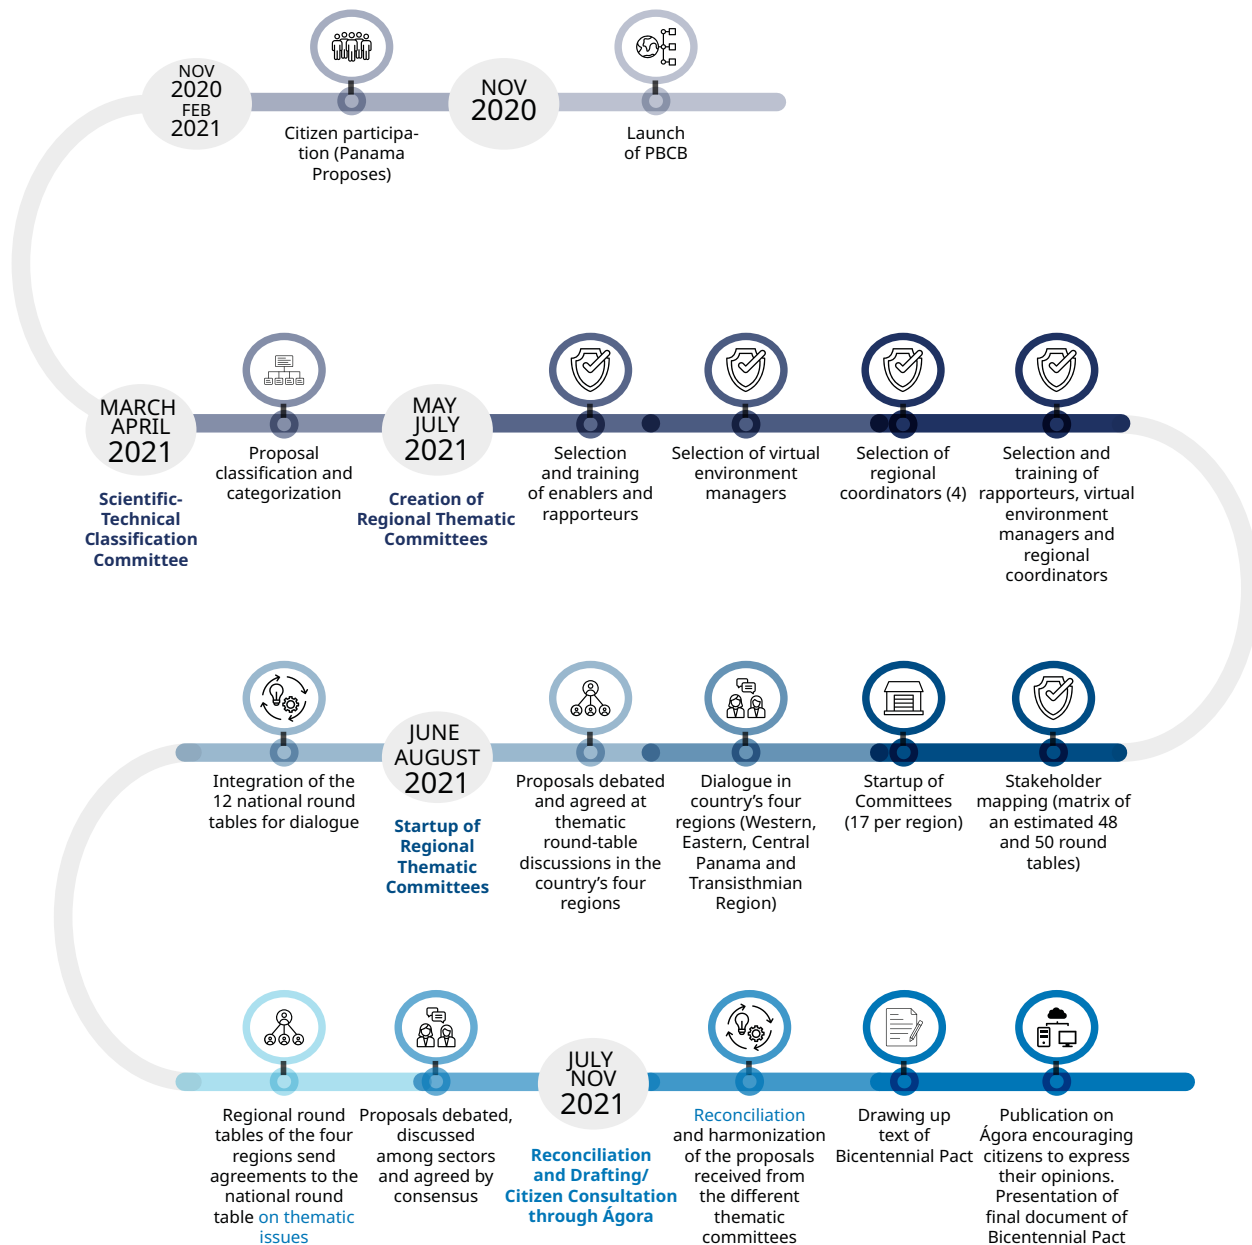 NOV
2020
FEB
2021
Citizen participa-
tion (Panama
Proposes)
NOV
2020
Launch
of PBCB
MARCH
APRIL
2021
Scientific-
Technical
Classification
Committee
Proposal
classification and
categorization
MAY
JULY
2021
Creation of
Regional Thematic
Committees
Selection
and training
of enablers and
rapporteurs
Selection of virtual
environment
managers
Selection of
regional
coordinators (4)
Selection and
training of
rapporteurs, virtual
environment
managers and
regional
coordinators
Integration of the
12 national round
tables for dialogue
JUNE
AUGUST
2021
Startup of
Regional
Thematic
Committees
Proposals debated
and agreed at
thematic
round-table
discussions in the
country’s four
regions
Dialogue in
country’s four
regions (Western,
Eastern, Central
Panama and
Transisthmian
Region)
Startup of
Committees
(17 per region)
Stakeholder
mapping (matrix of
an estimated 48
and 50 round
tables)
Regional round
tables of the four
regions send
agreements to the
national round
table on thematic
issues
Proposals debated,
discussed
among sectors
and agreed by
consensus
JULY
NOV
2021
Reconciliation
and Drafting/
Citizen Consultation
through Ágora
Reconciliation
and harmonization
of the proposals
received from
the different
thematic
committees
Drawing up
text of
Bicentennial Pact
Publication on
Ágora encouraging
citizens to express
their opinions.
Presentation of
final document of
Bicentennial Pact